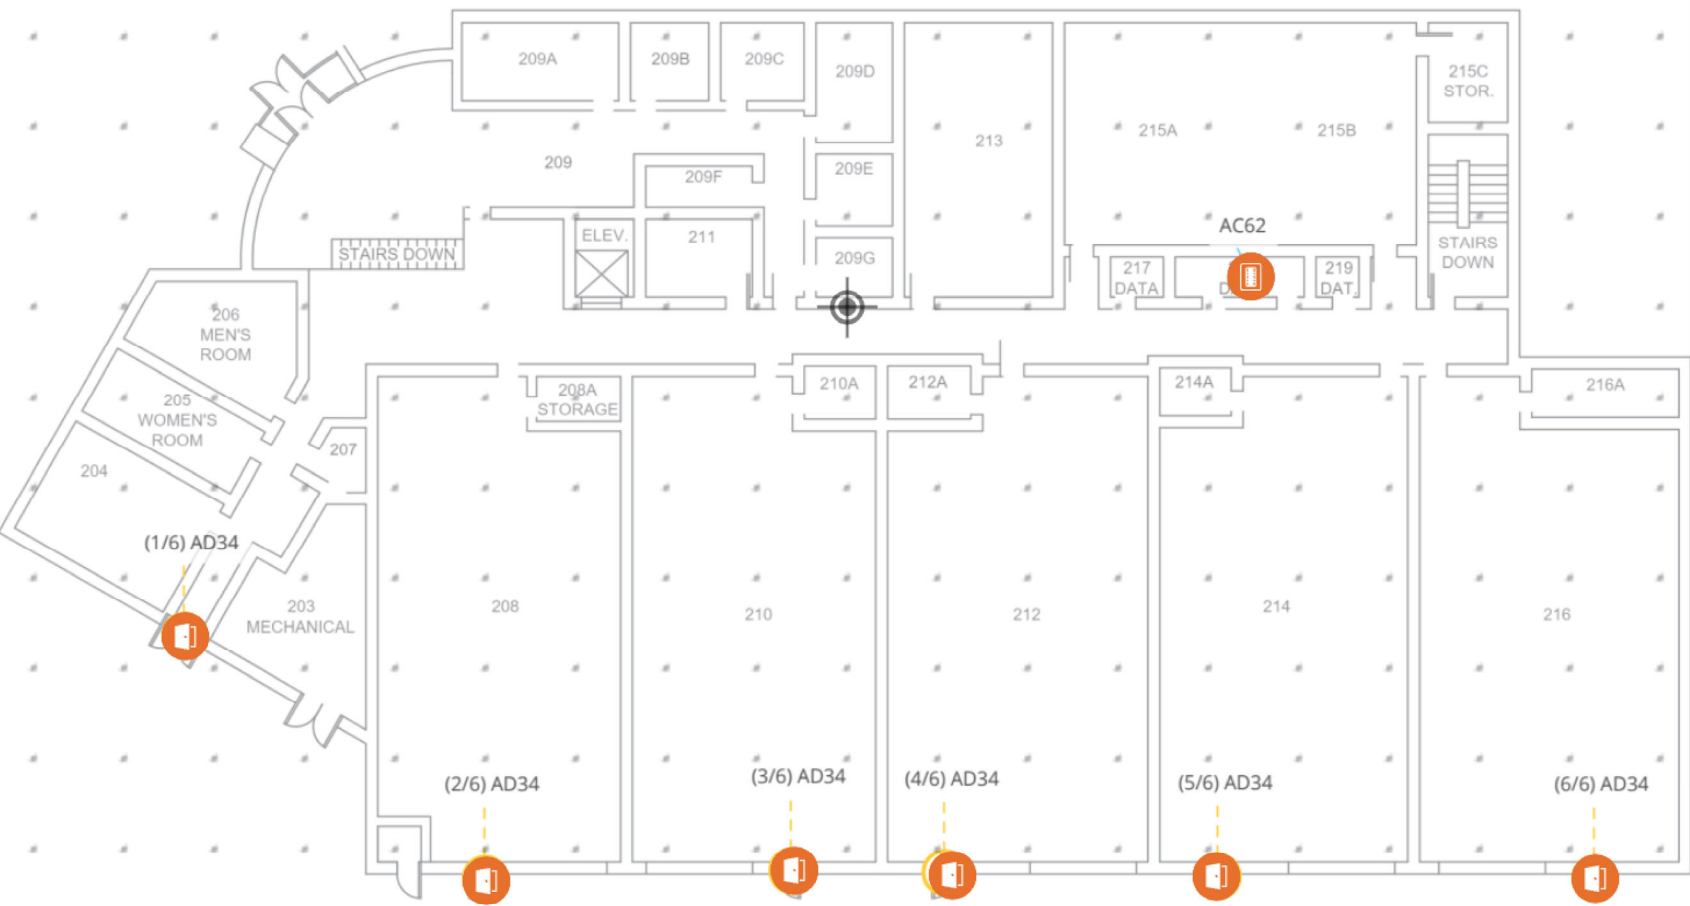 209A
209B
209C
209D
215C
STOR.
213
215A
215B
209
209F
209E
AC62
ELEV.
211
209G
STAIRS DOWN
STAIRS
DOWN
217
DATA
219
DAT.
206
MEN'S
ROOM
208A
STORAGE
210A
212A
214A
216A
205
WOMEN'S
ROOM
207
204
(1/6) AD34
203
MECHANICAL
208
210
212
214
216
(2/6) AD34
(3/6) AD34
(4/6) AD34
(5/6) AD34
(6/6) AD34